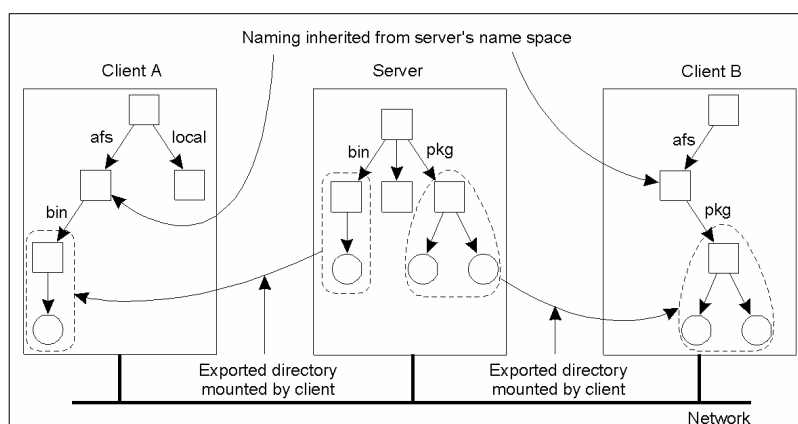 Naming inherited from server's name space
Client A
Server
Client B
afs
local
bin
bin
pkg
afs
pkg
Exported directory
mounted by client
Exported directory
mounted by client
Network